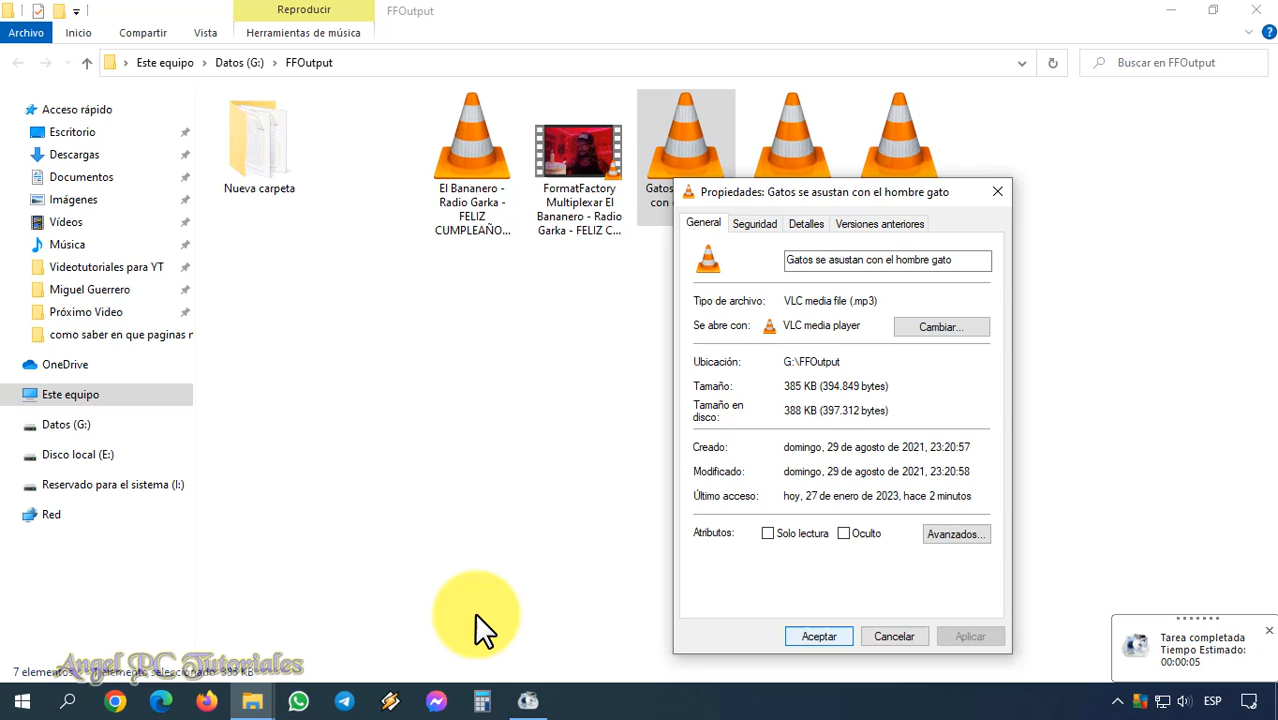 Reproducir
FFOutput
Archivo
Inicio
Compartir
Vista
Herramientas de música
Este equipo
Datos (G:)
FFOutput
Buscar en FFOutput
Acceso rápido
Escritorio
Descargas
Documentos
Imágenes
Vídeos
Música
Videotutoriales para YT
Miguel Guerrero
Próximo Video
como saber en que paginas
OneDrive
Este equipo
Datos (G:)
Disco local (E:)
Reservado para el sistema (I:)
Red
Nueva carpeta
El Bananero -
Radio Garka -
FELIZ
CUMPLEAÑO...
FormatFactory
Multiplexar El
Bananero - Radio
Garka - FELIZ C...
Propiedades: Gatos se asustan con el hombre gato
General
Seguridad
Detalles
Versiones anteriores
Gatos se asustan con el hombre gato
Tipo de archivo:
VLC media file (.mp3)
Se abre con:
VLC media player
Cambiar...
Ubicación:
G:\FFOutput
Tamaño:
385 KB (394.849 bytes)
Tamaño en
disco:
388 KB (397.312 bytes)
Creado:
domingo, 29 de agosto de 2021, 23:20:57
Modificado:
domingo, 29 de agosto de 2021, 23:20:58
Último acceso:
hoy, 27 de enero de 2023, hace 2 minutos
Atributos:
Solo lectura
Oculto
Avanzados...
Aceptar
Cancelar
Aplicar
Tarea completada
Tiempo Estimado:
00:00:05
7 elementos
Angel PC Tutoriales
ESP